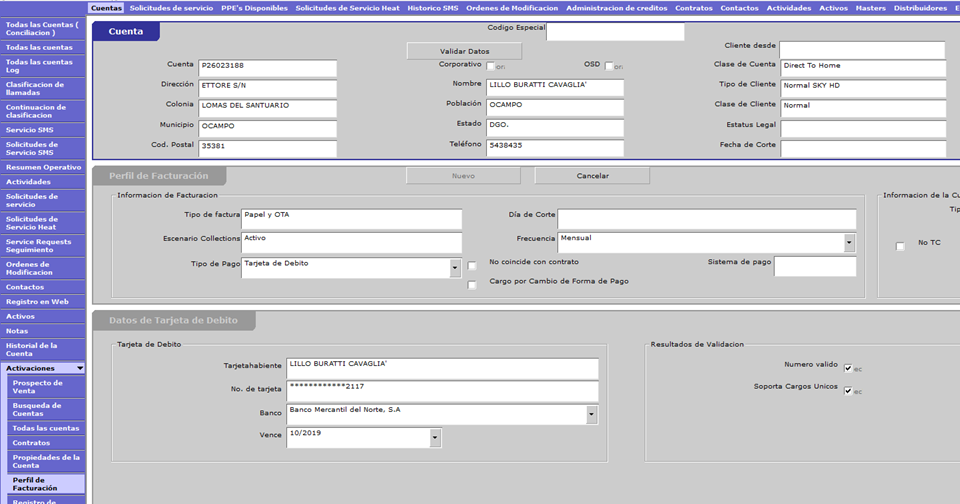 Cuentas Solicitudes de servicio PPE's Disponibles Solicitudes de Servicio Heat Historico SMS Ordenes de Modificacion Administracion de creditos Contratos Contactos Actividades Activos Masters Distribuidores E
Todas las Cuentas (
Conciliacion )
Todas las cuentas
Todas las cuentas
Log
Clasificacion de
llamadas
Continuacion de
clasificacion
Servicio SMS
Solicitudes de
Servicio SMS
Resumen Operativo
Actividades
Solicitudes de
servicio
Solicitudes de
Servicio Heat
Service Requests
Seguimiento
Ordenes de
Modificacion
Contactos
Registro en Web
Activos
Notas
Historial de la
Cuenta
Activaciones
Prospecto de
Venta
Busqueda de
Cuentas
Todas las cuentas
Contratos
Propiedades de la
Cuenta
Perfil de
Facturación
Registro de
Cuenta
Codigo Especial
Validar Datos
Cliente desde
Cuenta P26023188
Corporativo on
OSD on
Clase de Cuenta Direct To Home
Dirección ETTORE S/N
Nombre LILLO BURATTI CAVAGLIA'
Tipo de Cliente Normal SKY HD
Colonia LOMAS DEL SANTUARIO
Población OCAMPO
Clase de Cliente Normal
Municipio OCAMPO
Estado DGO.
Estatus Legal
Cod. Postal 35381
Teléfono 5438435
Fecha de Corte
Perfil de Facturación
Nuevo
Cancelar
Informacion de Facturacion
Informacion de la Cu
Tipo de factura Papel y OTA
Día de Corte
Tip
Escenario Collections Activo
Frecuencia Mensual
No TC
Tipo de Pago Tarjeta de Debito
No coincide con contrato
Sistema de pago
Cargo por Cambio de Forma de Pago
Datos de Tarjeta de Debito
Tarjeta de Debito
Resultados de Validacion
Tarjetahabiente LILLO BURATTI CAVAGLIA'
Numero valido ec
No. de tarjeta ************2117
Soporta Cargos Unicos ec
Banco Banco Mercantil del Norte, S.A
Vence 10/2019